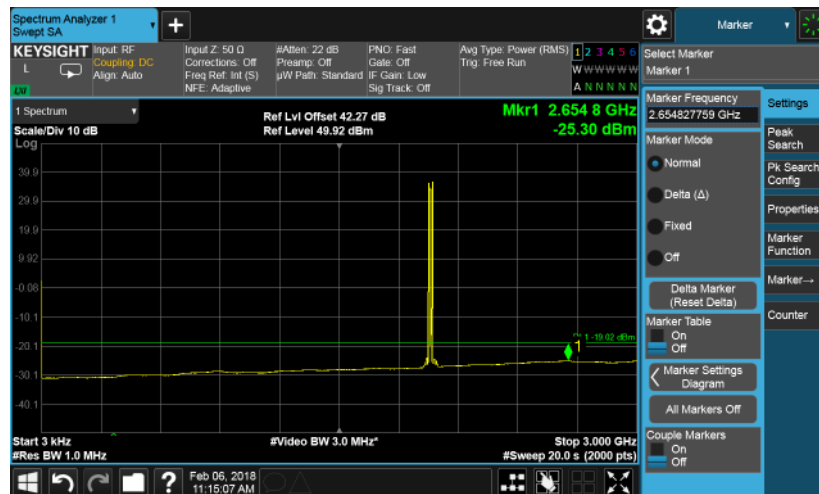 Spectrum Analyzer 1
Swept SA
+
Marker
KEYSIGHT
L
LXI
Input: RF
Coupling: DC
Align: Auto
Input Z: 50 Ω
Corrections: Off
Freq Ref: Int (S)
NFE: Adaptive
#Atten: 22 dB
Preamp: Off
µW Path: Standard
PNO: Fast
Gate: Off
IF Gain: Low
Sig Track: Off
Avg Type: Power (RMS)
Trig: Free Run
1 2 3 4 5 6
W W W W W W
A N N N N N
1 Spectrum
Scale/Div 10 dB
Log
Ref Lvl Offset 42.27 dB
Ref Level 49.92 dBm
Mkr1 2.654 8 GHz
-25.30 dBm
39.9
29.9
19.9
9.92
-0.08
-10.1
-20.1
-30.1
-40.1
1 -19.02 dBm
1
Start 3 kHz
#Res BW 1.0 MHz
#Video BW 3.0 MHz*
Stop 3.000 GHz
#Sweep 20.0 s (2000 pts)
Feb 06, 2018
11:15:07 AM
?
Select Marker
Marker 1
Marker Frequency
2.654827759 GHz
Marker Mode
Normal
Delta (Δ)
Fixed
Off
Delta Marker
(Reset Delta)
Marker Table
On
Off
Marker Settings
Diagram
All Markers Off
Couple Markers
On
Off
Settings
Peak
Search
Pk Search
Config
Properties
Marker
Function
Marker→
Counter